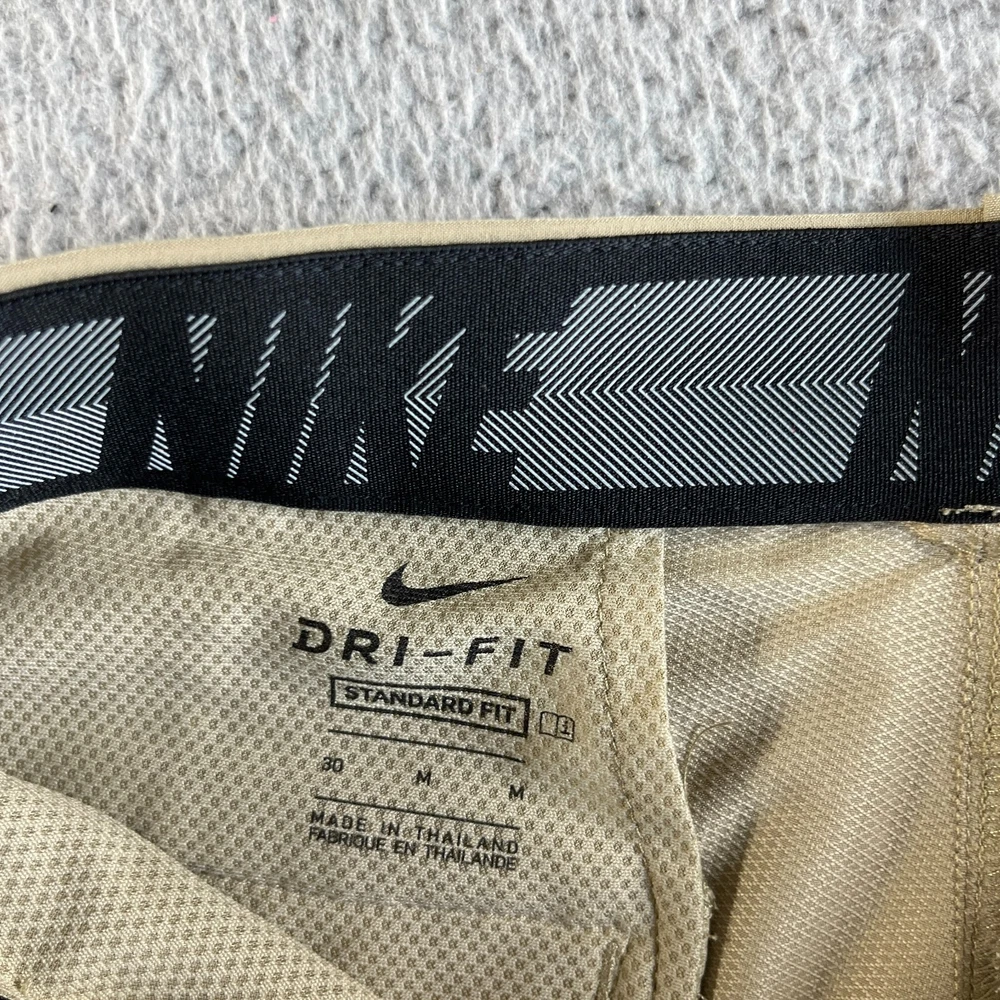 NIKE
DRI-FIT
STANDARD FIT
30 M M
MADE IN THAILAND
FABRIQUE EN THAILANDE